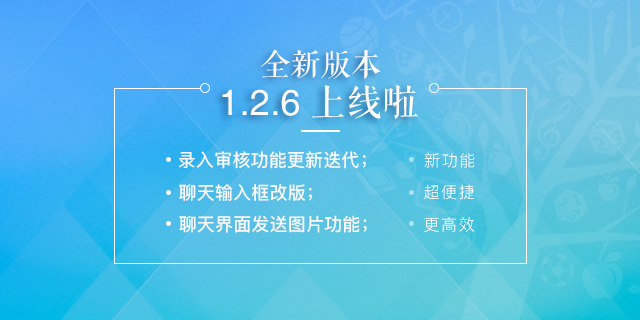 全新版本
1.2.6 上线啦
• 录入审核功能更新迭代； • 新功能
• 聊天输入框改版； • 超便捷
• 聊天界面发送图片功能； • 更高效